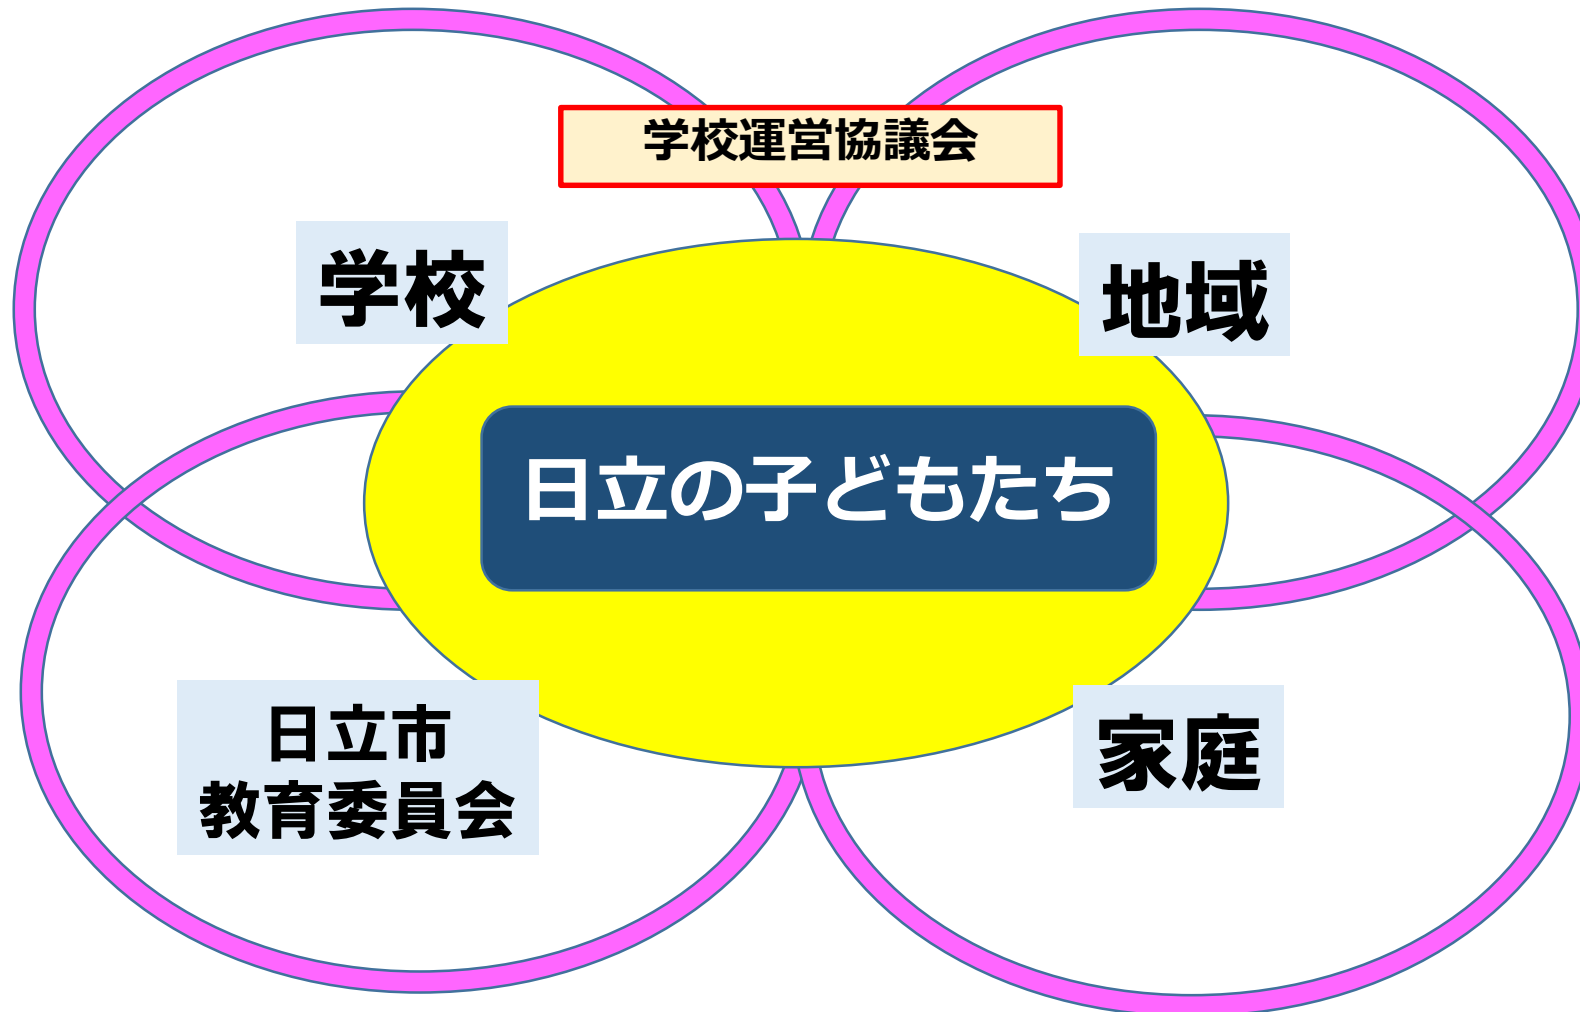 学校運営協議会
学校
地域
日立の子どもたち
日立市
教育委員会
家庭